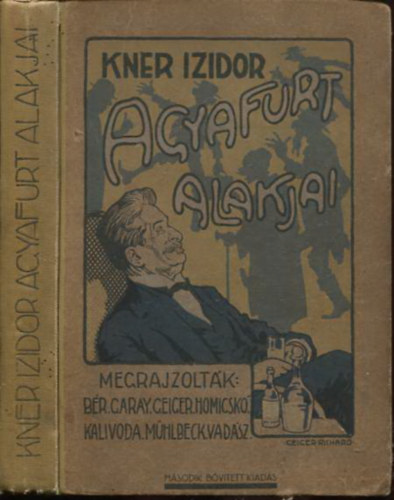 KNER IZIDOR AGYAFURT ALAKJAI
KNER IZIDOR
AGYAFURT
ALAKJAI
MEGRAJZOLTÁK:
BÉR, GARAY, GEIGER, HOMICSKÓ,
KALIVODA, MÜHLBECK, VADÁSZ.
GEIGER RICHARD
MÁSODIK BŐVITETT KIADÁS